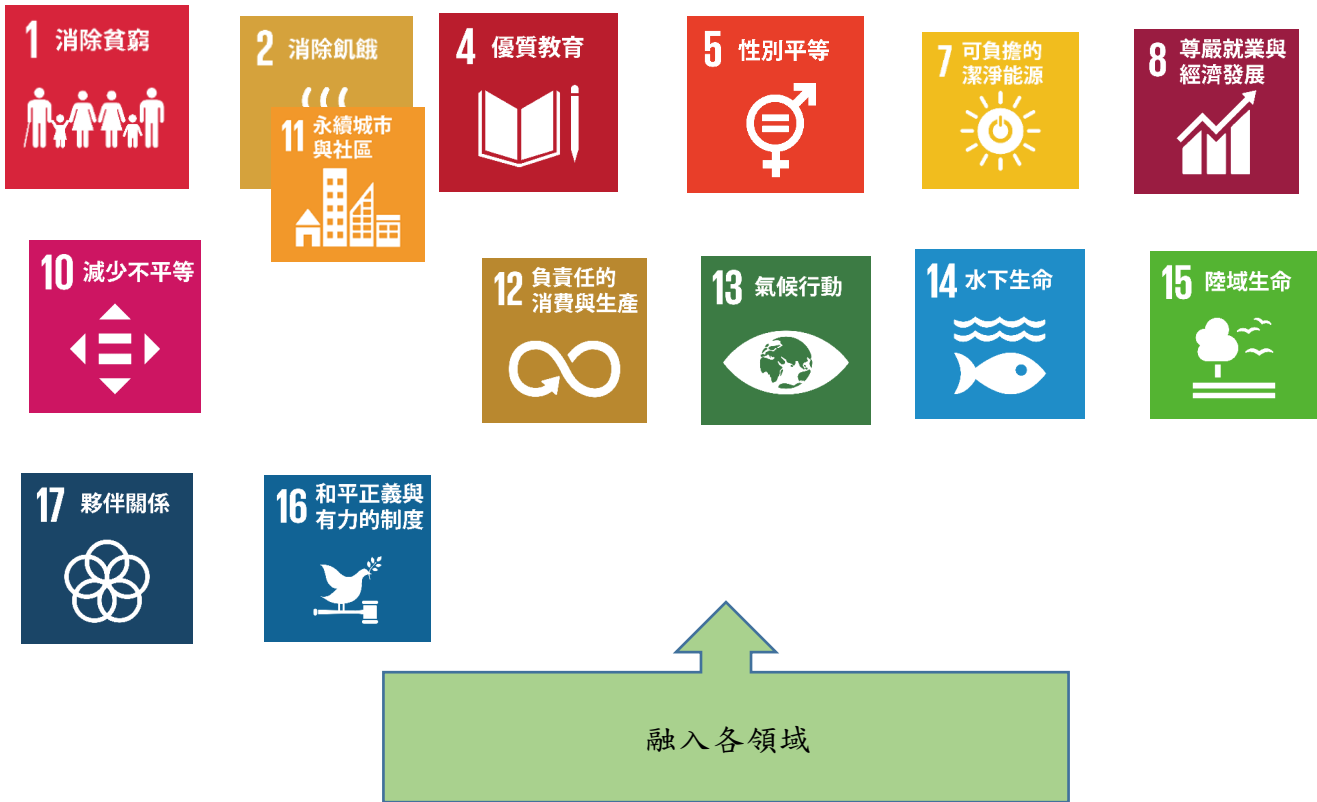 1 消除貧窮
2 消除飢餓
4 優質教育
5 性別平等
7 可負擔的
潔淨能源
8 尊嚴就業與
經濟發展
11 永續城市
與社區
10 減少不平等
12 負責任的
消費與生產
13 氣候行動
14 水下生命
15 陸域生命
17 夥伴關係
16 和平正義與
有力的制度
融入各領域